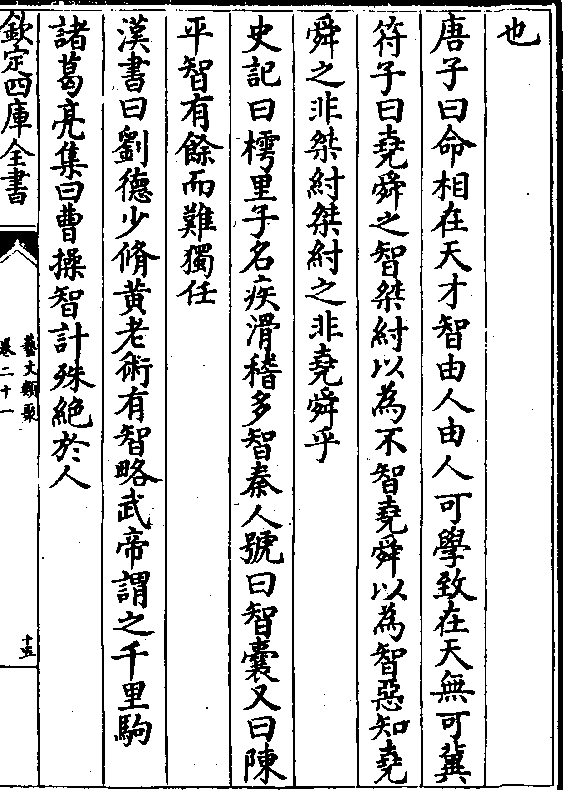 也
唐子曰命相在天才智由人由人可學致在天無可冀
符子曰堯舜之智桀紂以為不智堯舜以為智惡知堯
舜之非桀紂桀紂之非堯舜乎
史記曰樗里子名疾滑稽多智秦人號曰智囊又曰陳
平智有餘而難獨任
漢書曰劉德少脩黄老術有智略武帝謂之千里駒
諸葛亮集曰曹操智計殊絶於人
欽定四庫全書
藝文類聚
卷二十一
十五